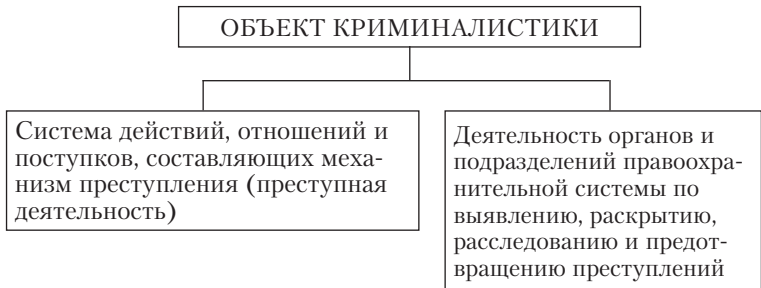 ОБЪЕКТ КРИМИНАЛИСТИКИ
Система действий, отношений и
поступков, составляющих меха-
низм преступления (преступная
деятельность)
Деятельность органов и
подразделений правоохра-
нительной системы по
выявлению, раскрытию,
расследованию и предот-
вращению преступлений